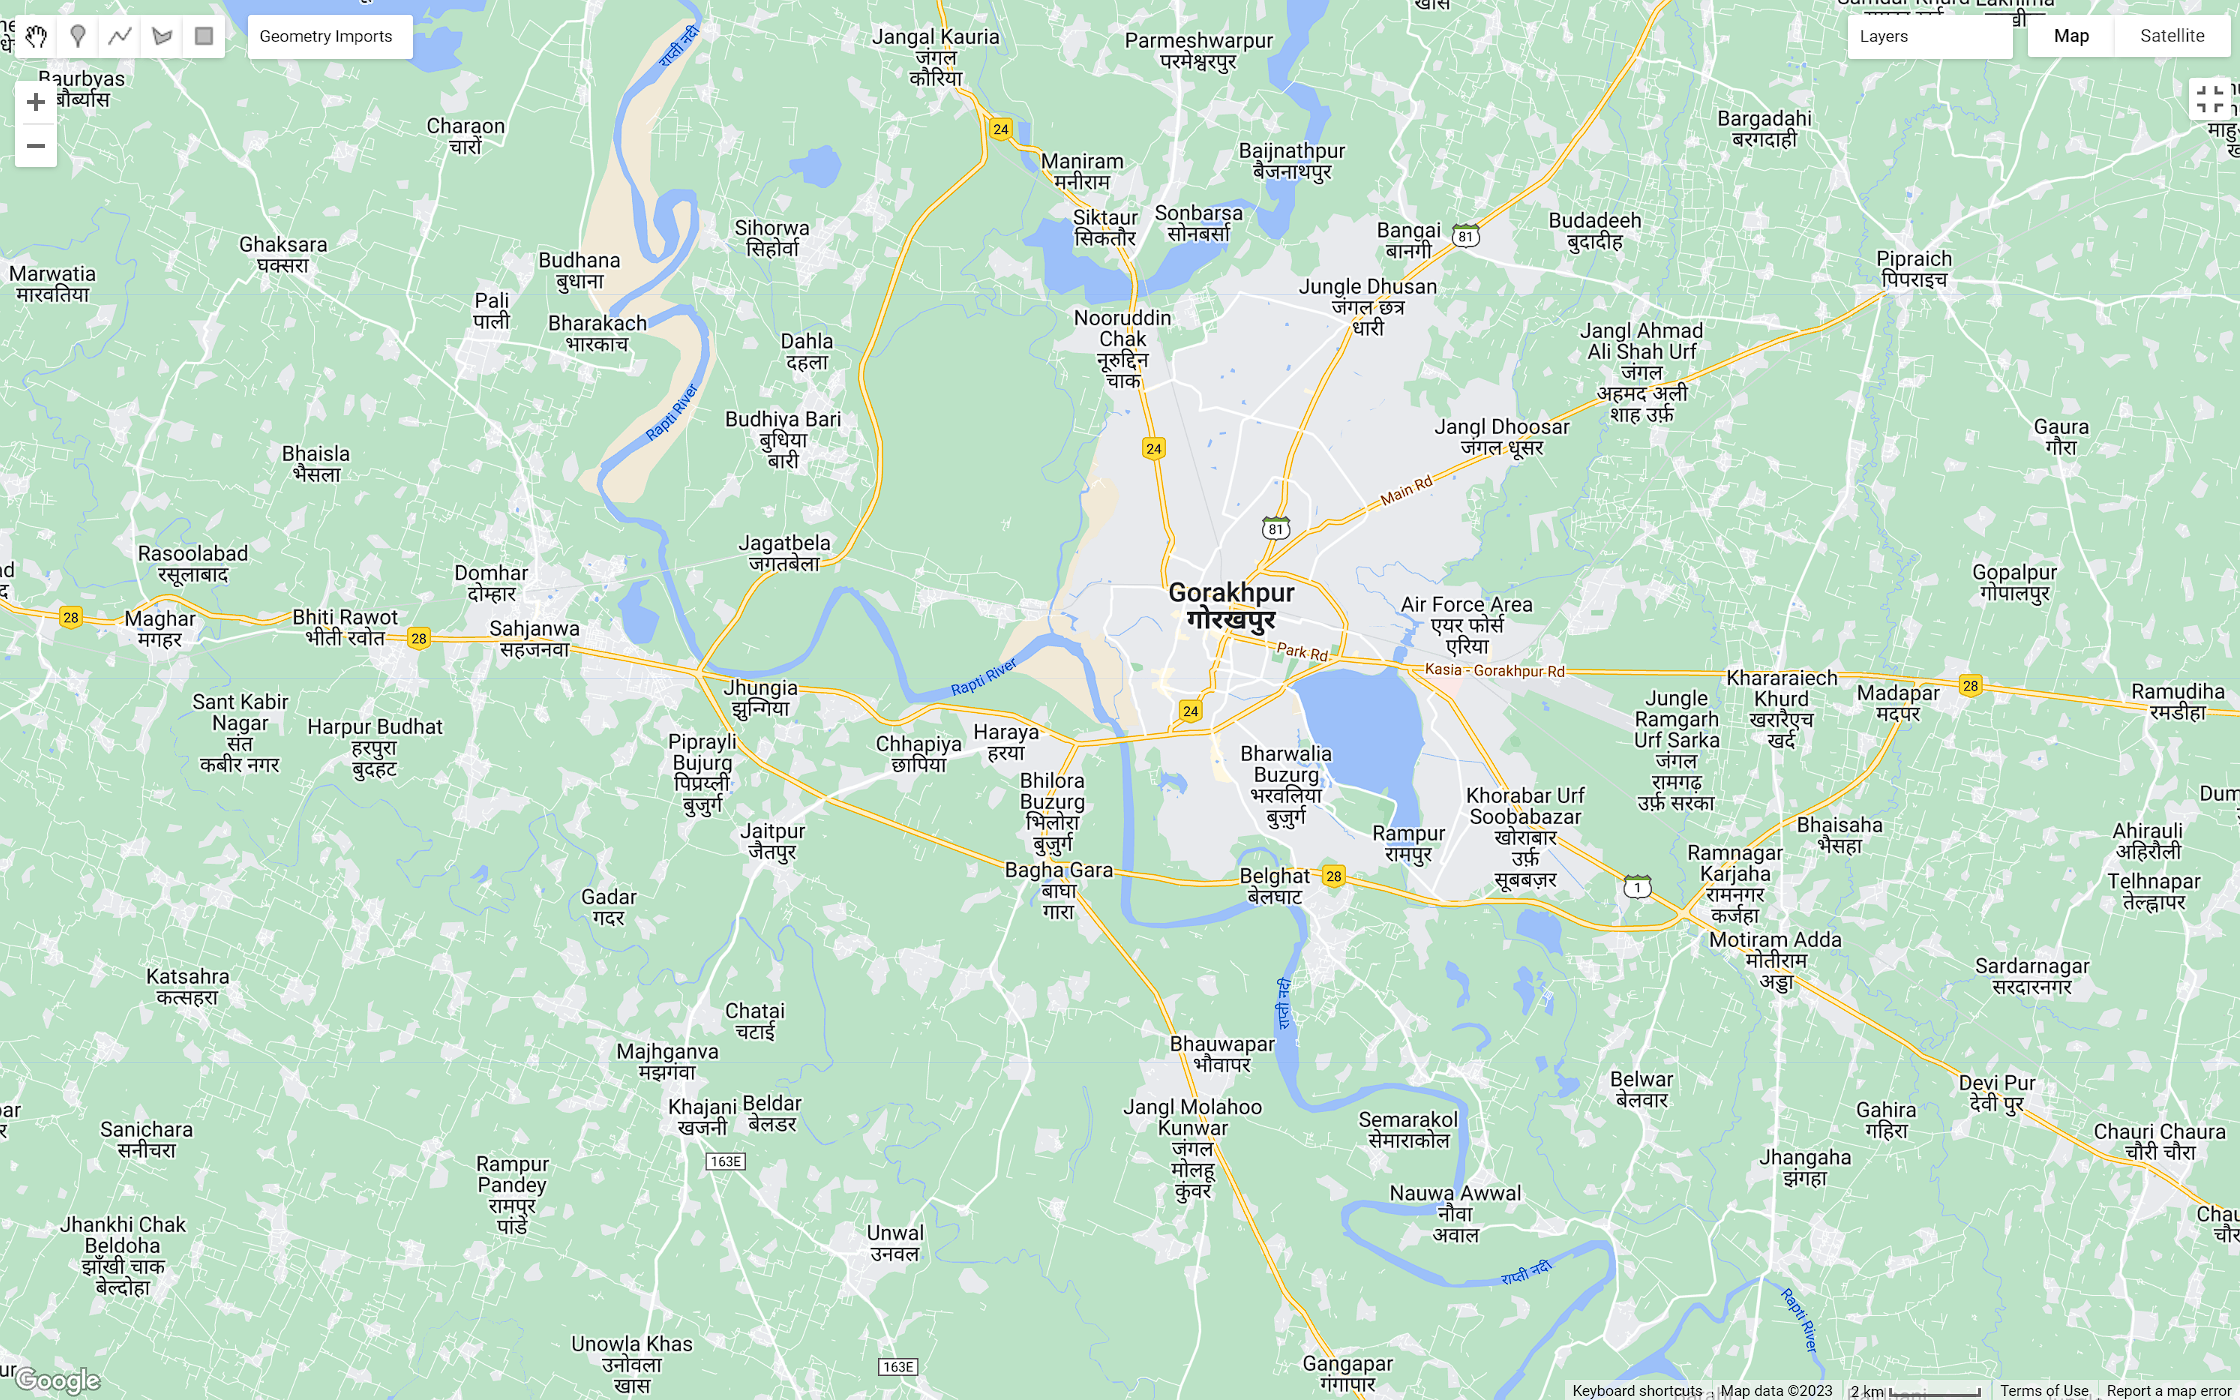 Geometry Imports
Layers
Map
Satellite
राप्ती नदी
Jangal Kauria
जंगल
कौरिया
Parmeshwarpur
परमेश्वरपुर
खास
Baurbyas
बौर्ब्यास
Charaon
चारों
24
Maniram
मनीराम
Baijnathpur
बैजनाथपुर
Bargadahi
बरगदाही
Siktaur
सिकतौर
Sonbarsa
सोनबर्सा
Sihorwa
सिहोर्वा
Bangai
बानगी
81
Budadeeh
बुदादीह
Ghaksara
घक्सरा
Marwatia
मारवतिया
Budhana
बुधाना
Pipraich
पिपराइच
Pali
पाली
Bharakach
भारकाच
Jungle Dhusan
जंगल छत्र
धारी
Nooruddin
Chak
नूरुद्दिन
चाक
Dahla
दहला
Jangl Ahmad
Ali Shah Urf
जंगल
अहमद अली
शाह उर्फ़
Rapti River
Budhiya Bari
बुधिया
बारी
24
Jangl Dhoosar
जंगल धूसर
Gaura
गौरा
Bhaisla
भैसला
Main Rd
81
Rasoolabad
रसूलाबाद
Jagatbela
जगतबेला
Domhar
दोम्हार
Gorakhpur
गोरखपुर
Gopalpur
गोपालपुर
Air Force Area
एयर फोर्स
एरिया
28
Maghar
मगहर
Bhiti Rawot
भीती रवोत
28
Sahjanwa
सहजनवा
Park Rd
Kasia - Gorakhpur Rd
Rapti River
Jhungia
झुन्गिया
Sant Kabir
Nagar
संत
कबीर नगर
Harpur Budhat
हरपुरा
बुदहट
Piprayli
Bujurg
पिप्रय्ली
बुजुर्ग
Chhapiya
छापिया
Haraya
हरया
24
Jungle
Ramgarh
Urf Sarka
जंगल
रामगढ़
उर्फ़ सरका
Khararaiech
Khurd
खरारैएच
खर्द
Madapar
मदपर
28
Ramudiha
रमडीहा
Bharwalia
Buzurg
भरवलिया
बुज़ुर्ग
Bhilora
Buzurg
भिलोरा
बुज़ुर्ग
Jaitpur
जैतपुर
Rampur
रामपुर
Khorabar Urf
Soobabazar
खोराबार
उर्फ़
सूबबज़र
Bhaisaha
भैसहा
Ahirauli
अहिरौली
Dum
Bagha Gara
बाघा
गारा
Belghat
बेलघाट
28
1
Ramnagar
Karjaha
रामनगर
कर्जहा
Telhnapar
तेल्ह्नापर
Gadar
गदर
Motiram Adda
मोतीराम
अड्डा
Katsahra
कत्सहरा
Sardarnagar
सरदारनगर
Chatai
चटाई
राप्ती नदी
Majhganva
मझगंवा
Bhauwapar
भौवापर
Belwar
बेलवार
Devi Pur
देवी पुर
Khajani
खजनी
Beldar
बेलडर
Jangl Molahoo
Kunwar
जंगल
मोलहू
कुंवर
Semarakol
सेमाराकोल
Gahira
गहिरा
Sanichara
सनीचरा
Chauri Chaura
चौरी चौरा
163E
Rampur
Pandey
रामपुर
पांडे
Jhangaha
झंगहा
Nauwa Awwal
नौवा
अवाल
Jhankhi Chak
Beldoha
झाँखी चाक
बेल्दोहा
Unwal
उनवल
राप्ती नदी
Rapti River
Unowla Khas
उनोवला
खास
163E
Gangapar
गंगापार
Google
Keyboard shortcuts
Map data ©2023
2 km
Terms of Use
Report a map error